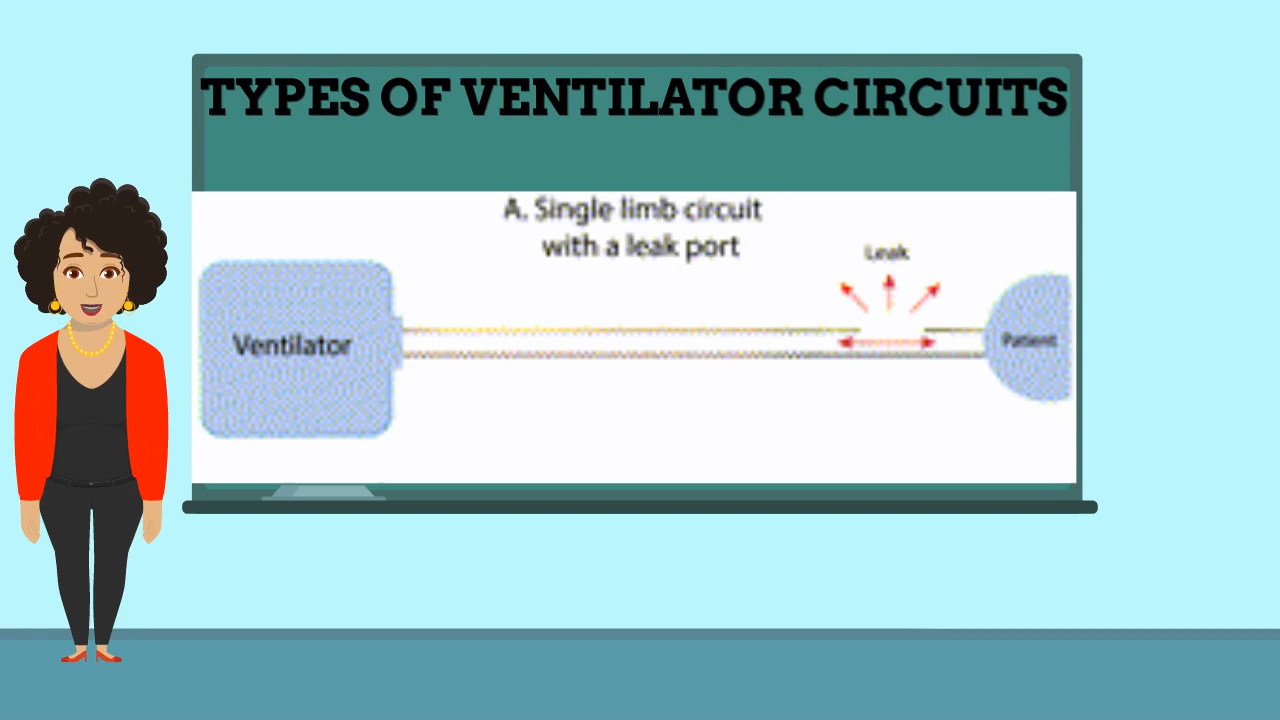 TYPES OF VENTILATOR CIRCUITS
A. Single limb circuit
with a leak port
Leak
Ventilator
Patient